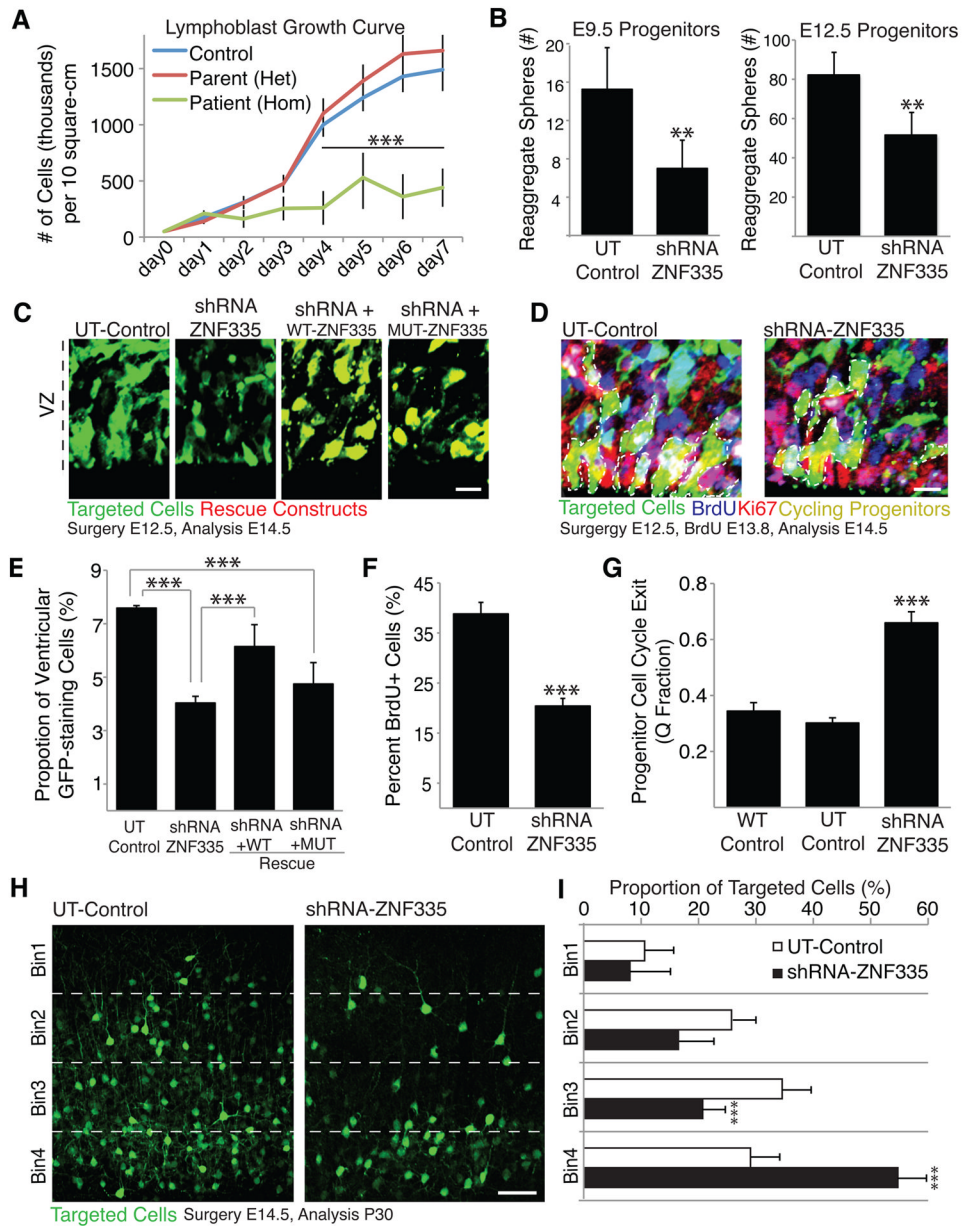 A
Lymphoblast Growth Curve
Control
Parent (Het)
Patient (Hom)
***
# of Cells (thousands)
per 10 square-cm
1500
1000
500
0
day0 day1 day2 day3 day4 day5 day6 day7
B
E9.5 Progenitors
Reaggregate Spheres (#)
20
16
12
8
4
**
UT
Control
shRNA
ZNF335
E12.5 Progenitors
Reaggregate Spheres (#)
100
80
60
40
20
0
**
UT
Control
shRNA
ZNF335
C
UT-Control
shRNA
ZNF335
shRNA +
WT-ZNF335
shRNA +
MUT-ZNF335
VZ
Targeted Cells Rescue Constructs
Surgery E12.5, Analysis E14.5
D
UT-Control
shRNA-ZNF335
Targeted Cells BrdU Ki67 Cycling Progenitors
Surgergy E12.5, BrdU E13.8, Analysis E14.5
E
Propotion of Ventricular
GFP-staining Cells (%)
9
7
5
3
1
***
***
***
UT
Control
shRNA
ZNF335
shRNA
+WT
shRNA
+MUT
Rescue
F
Percent BrdU+ Cells (%)
45
35
25
15
5
***
UT
Control
shRNA
ZNF335
G
Progenitor Cell Cycle Exit
(Q Fraction)
0.8
0.6
0.4
0.2
***
WT
Control
UT
Control
shRNA
ZNF335
H
UT-Control
shRNA-ZNF335
Bin1
Bin2
Bin3
Bin4
Targeted Cells Surgery E14.5, Analysis P30
I
Proportion of Targeted Cells (%)
0 10 20 30 40 50 60
UT-Control
shRNA-ZNF335
Bin1
Bin2
Bin3
***
Bin4
***